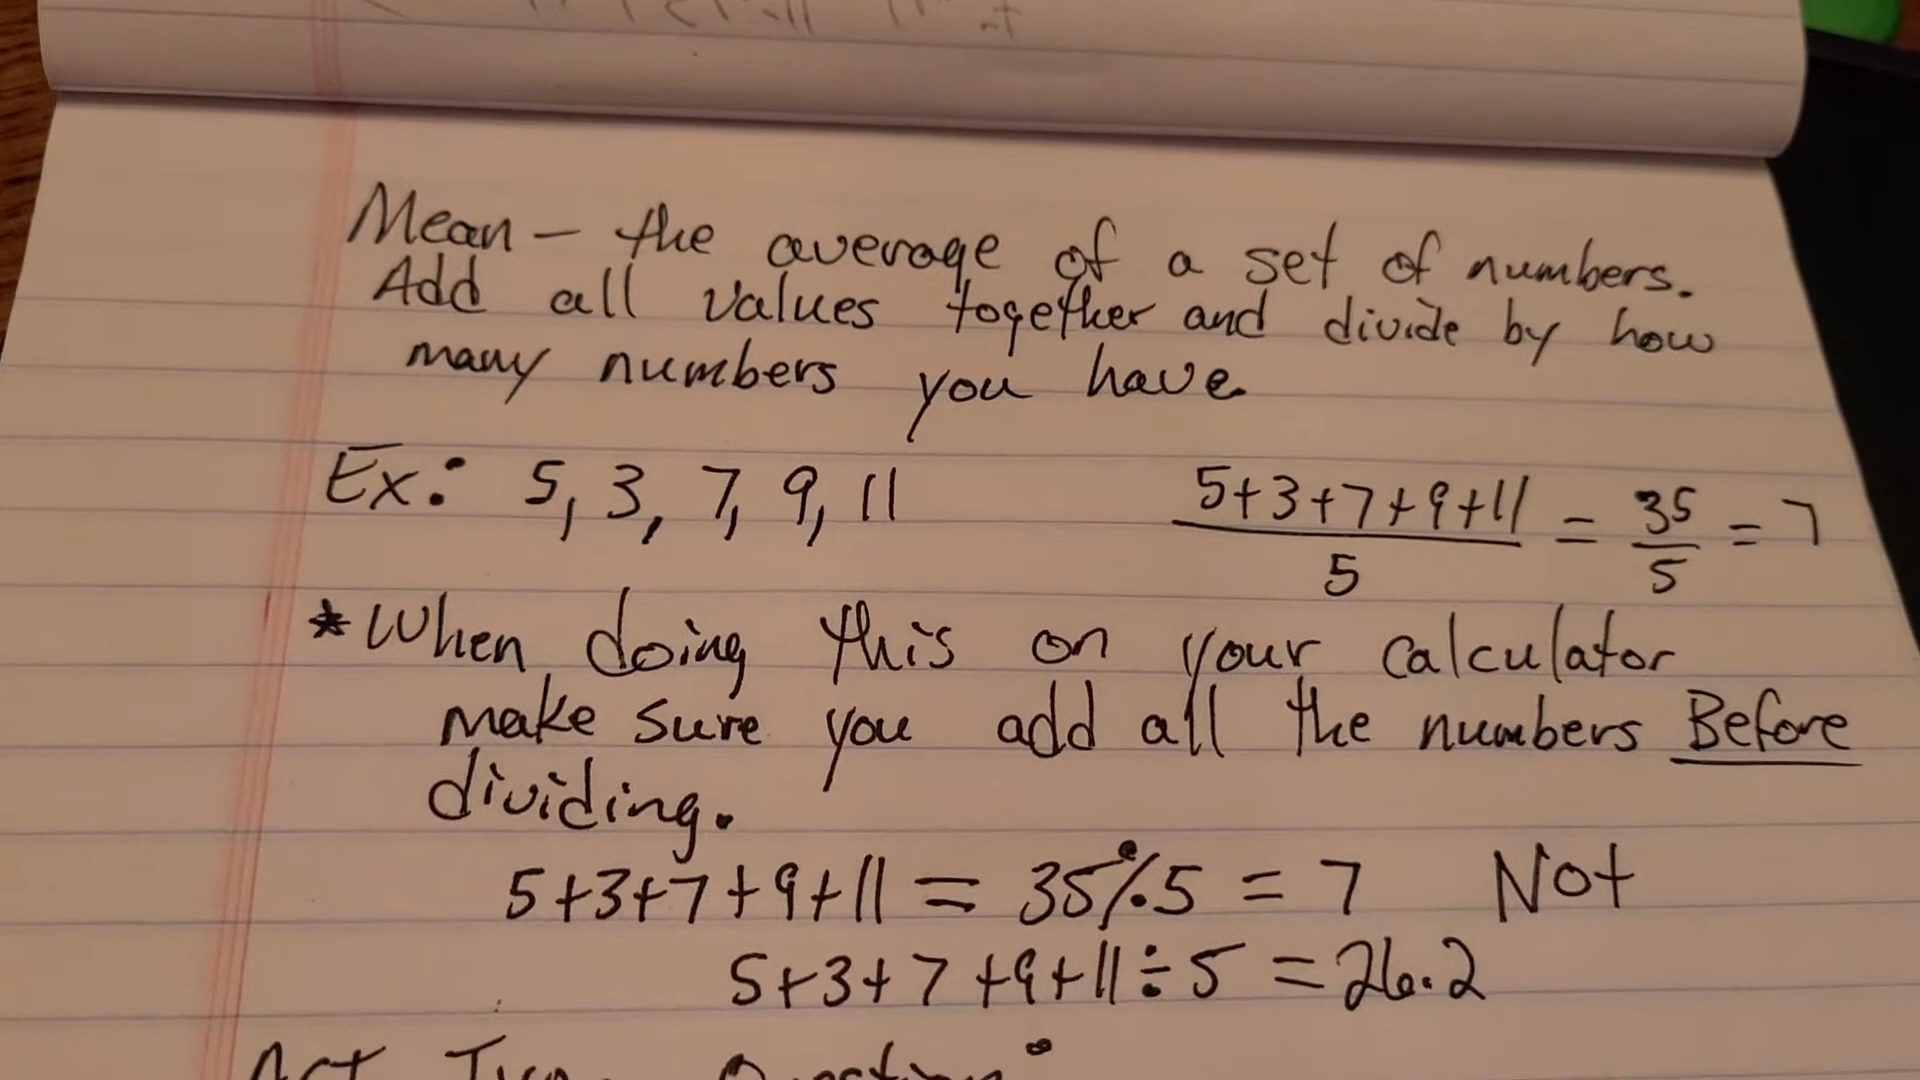 Mean – the average of a set of numbers.
Add all values together and divide by how
many numbers you have.
Ex: 5, 3, 7, 9, 11    5+3+7+9+11/5 = 35/5 = 7
*When doing this on your calculator
make sure you add all the numbers Before
dividing.
5+3+7+9+11 = 35÷5 = 7    Not
5+3+7+9+11÷5 = 26.2